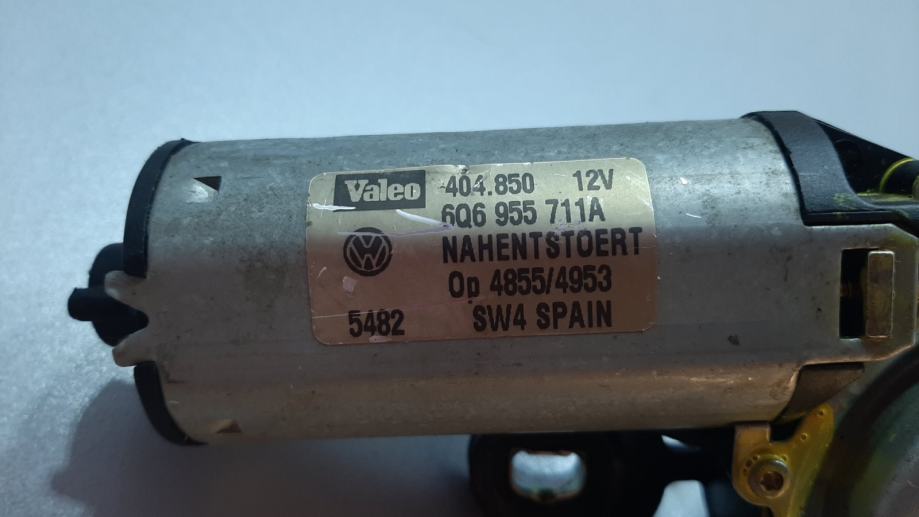 Valeo 404.850 12V
6Q6 955 711A
NAHENTSTOERT
Op 4855/4953
5482 SW4 SPAIN